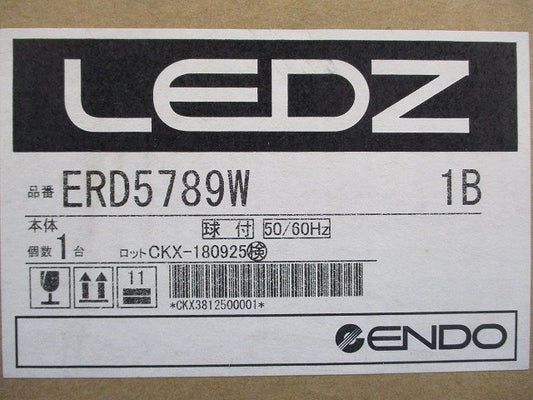 LEDZ
品番 ERD5789W 1B
本体 球付 50/60Hz
個数 1 台 ロット CKX-180925 検
11
*CKX3812500001*
ENDO